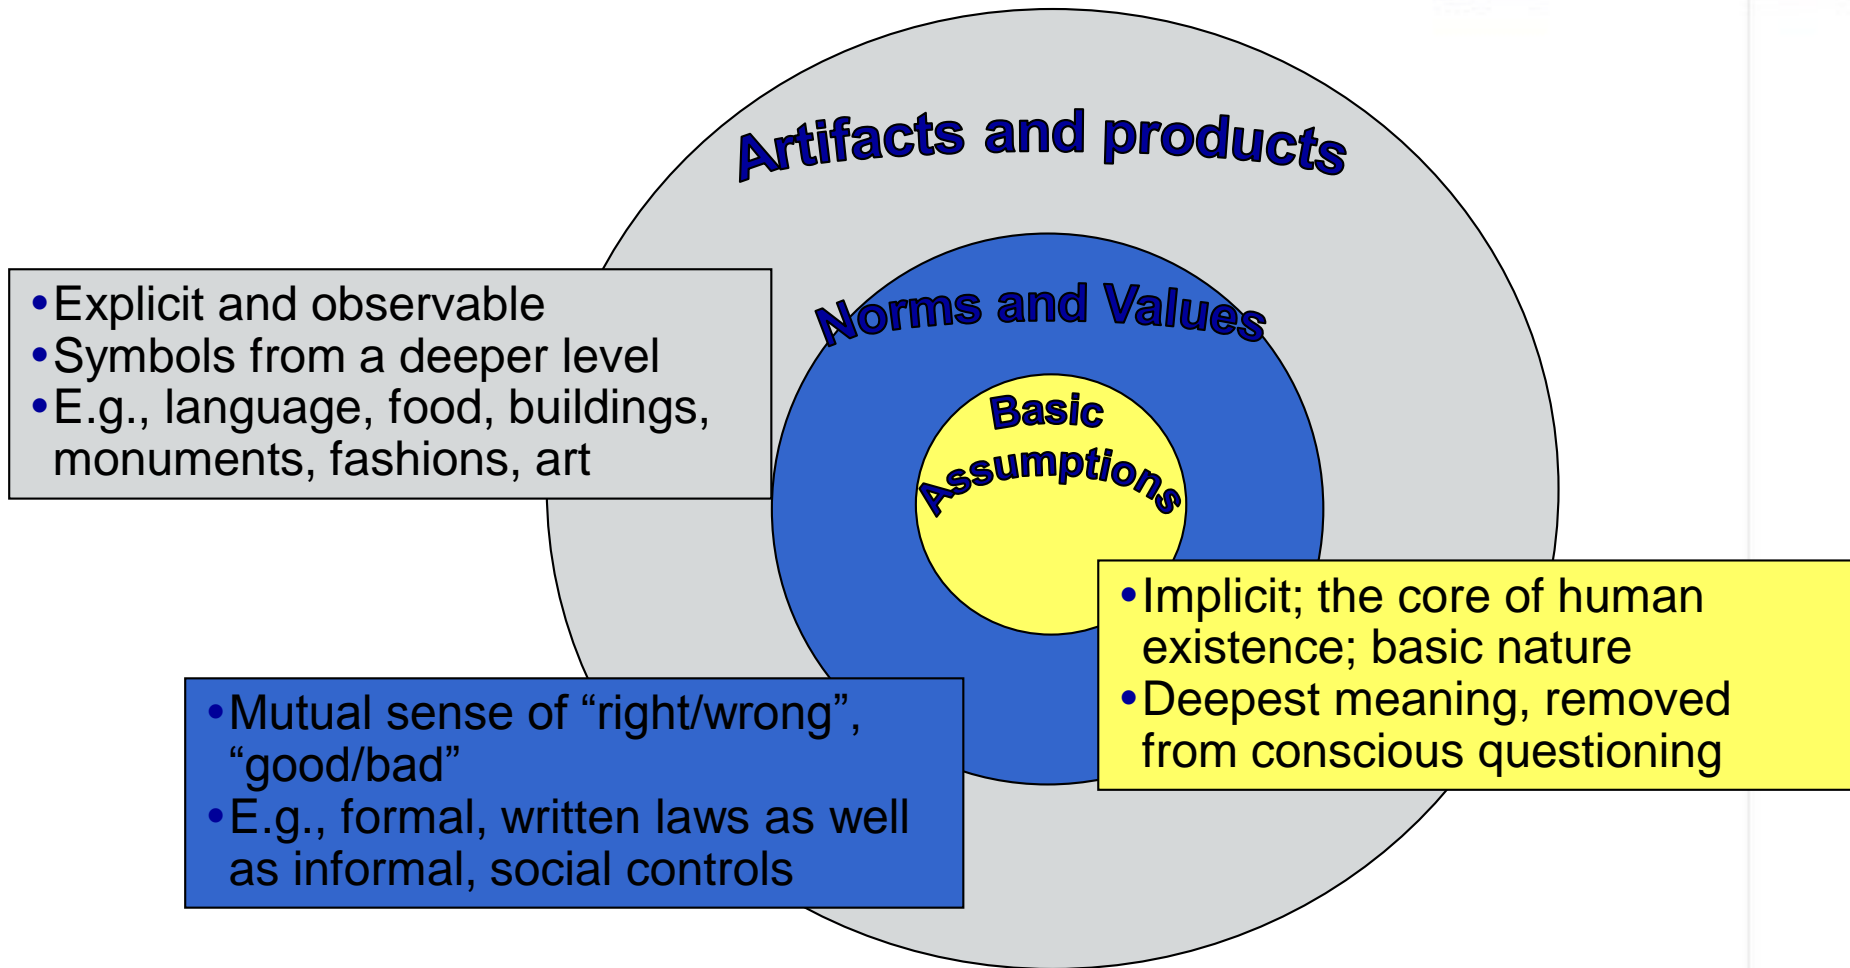 Artifacts and products
Norms and Values
Basic
Assumptions
•Explicit and observable
•Symbols from a deeper level
•E.g., language, food, buildings,
monuments, fashions, art
•Implicit; the core of human
existence; basic nature
•Deepest meaning, removed
from conscious questioning
•Mutual sense of “right/wrong”,
“good/bad”
•E.g., formal, written laws as well
as informal, social controls